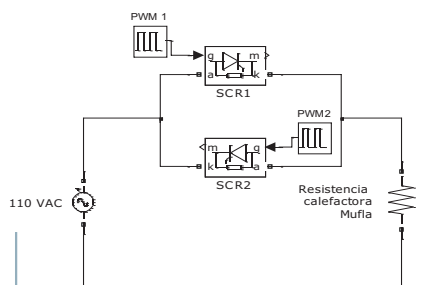 PWM 1
g m
a k
SCR1
PWM2
m g
k a
SCR2
110 VAC
Resistencia
calefactora
Mufla